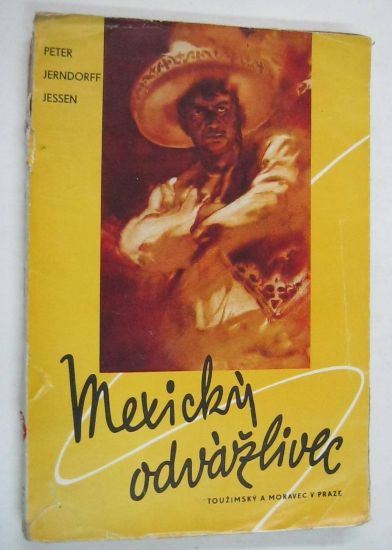 PETER
JERNDORFF
JESSEN
Mexický
odvážlivec
TOUŽIMSKÝ A MORAVEC V PRAZE